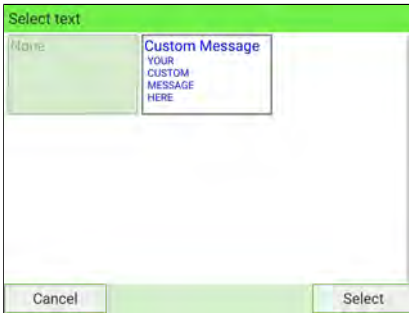 Select text
None
Custom Message
YOUR
CUSTOM
MESSAGE
HERE
Cancel
Select